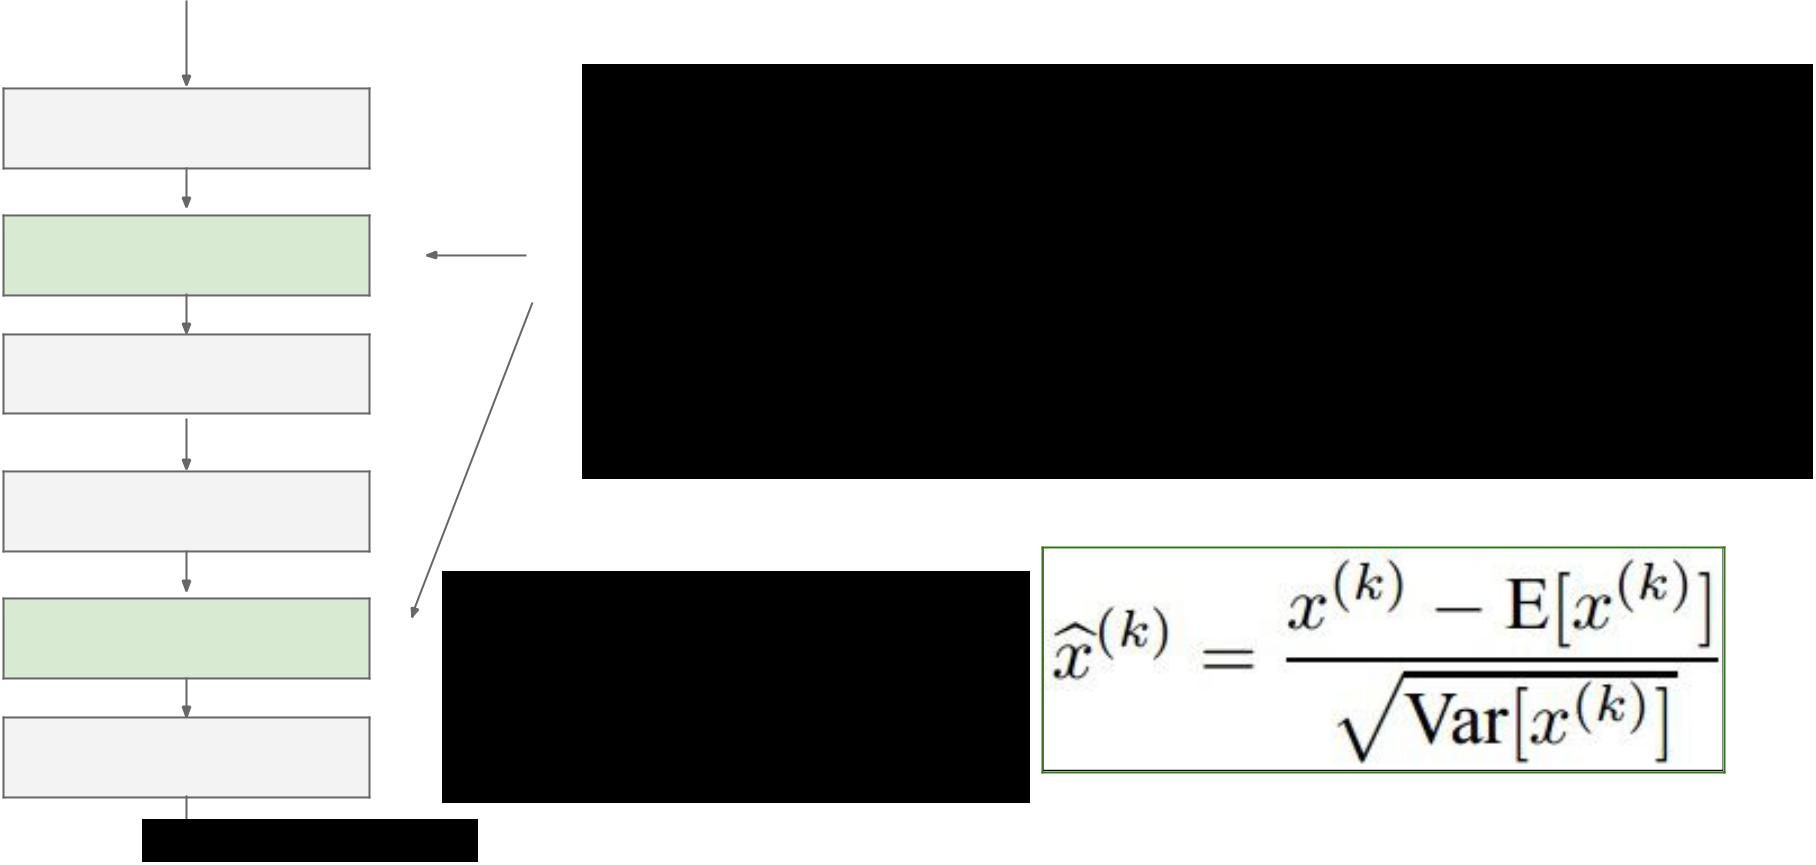 x̂^(k) = (x^(k) − E[x^(k)]) / √(Var[x^(k)])